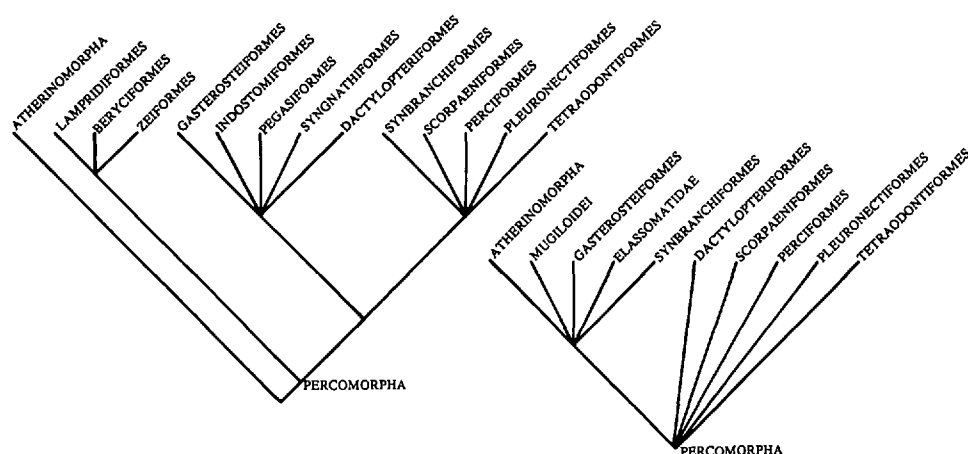 ATHERINOMORPHA
LAMPRIDIFORMES
BERYCIFORMES
ZEIFORMES
GASTEROSTEIFORMES
INDOSTOMIFORMES
PEGASIFORMES
SYNGNATHIFORMES
DACTYLOPTERIFORMES
SYNBRANCHIFORMES
SCORPAENIFORMES
PERCIFORMES
PLEURONECTIFORMES
TETRAODONTIFORMES
PERCOMORPHA
ATHERINOMORPHA
MUGILOIDEI
GASTEROSTEIFORMES
ELASSOMATIDAE
SYNBRANCHIFORMES
DACTYLOPTERIFORMES
SCORPAENIFORMES
PERCIFORMES
PLEURONECTIFORMES
TETRAODONTIFORMES
PERCOMORPHA